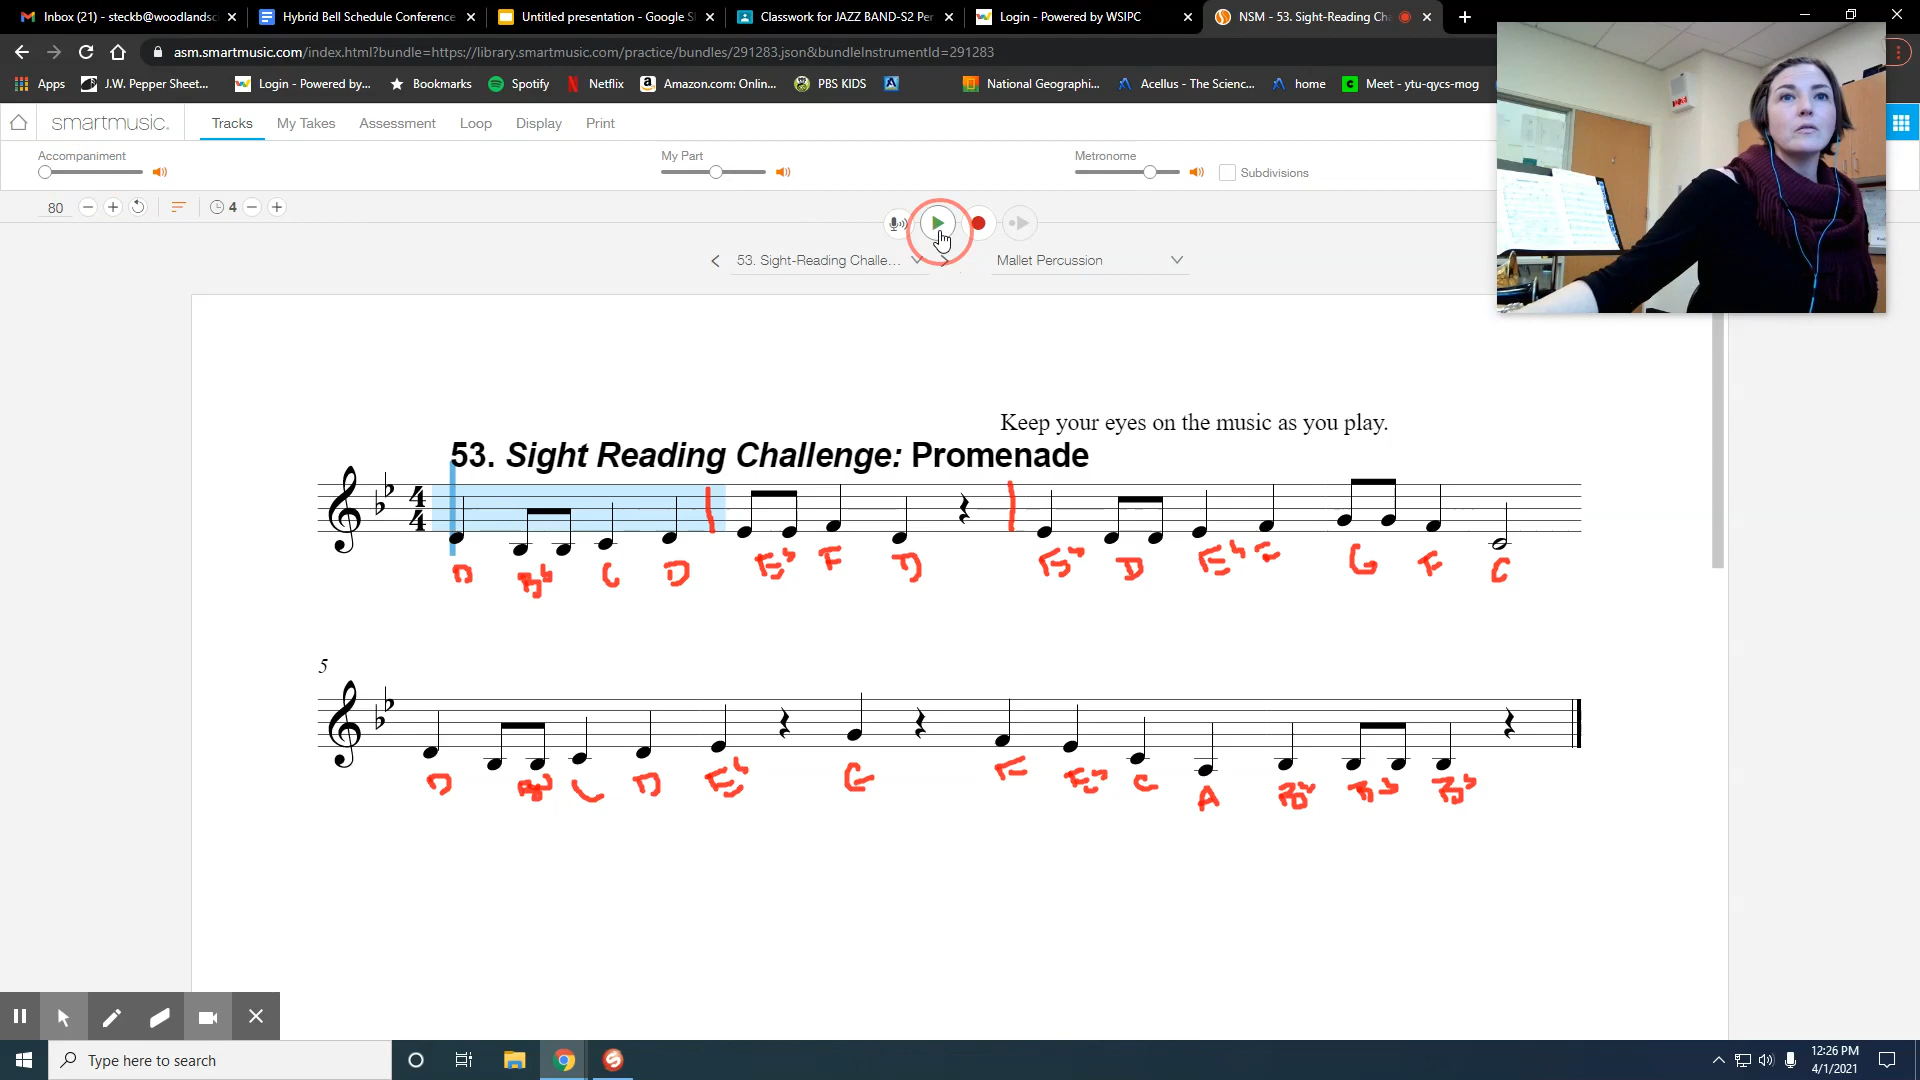 Inbox (21) - steckb@woodlandsc
Hybrid Bell Schedule Conference
Untitled presentation - Google Sl
Classwork for JAZZ BAND-S2 Per
Login - Powered by WSIPC
NSM - 53. Sight-Reading Cha
asm.smartmusic.com/index.html?bundle=https://library.smartmusic.com/practice/bundles/291283.json&bundleInstrumentId=291283
Apps
J.W. Pepper Sheet...
Login - Powered by...
Bookmarks
Spotify
Netflix
Amazon.com: Onlin...
PBS KIDS
National Geographi...
Acellus - The Scienc...
home
Meet - ytu-qycs-mog
smartmusic.
Tracks
My Takes
Assessment
Loop
Display
Print
Accompaniment
My Part
Metronome
Subdivisions
80
4
53. Sight-Reading Challe...
Mallet Percussion
Keep your eyes on the music as you play.
53. Sight Reading Challenge: Promenade
4
4
D B♭ C D E♭ F D E♭ D E♭ F G F C
5
D B♭ C D E♭ G F E♭ C A B♭ B♭ B♭
Type here to search
12:26 PM
4/1/2021